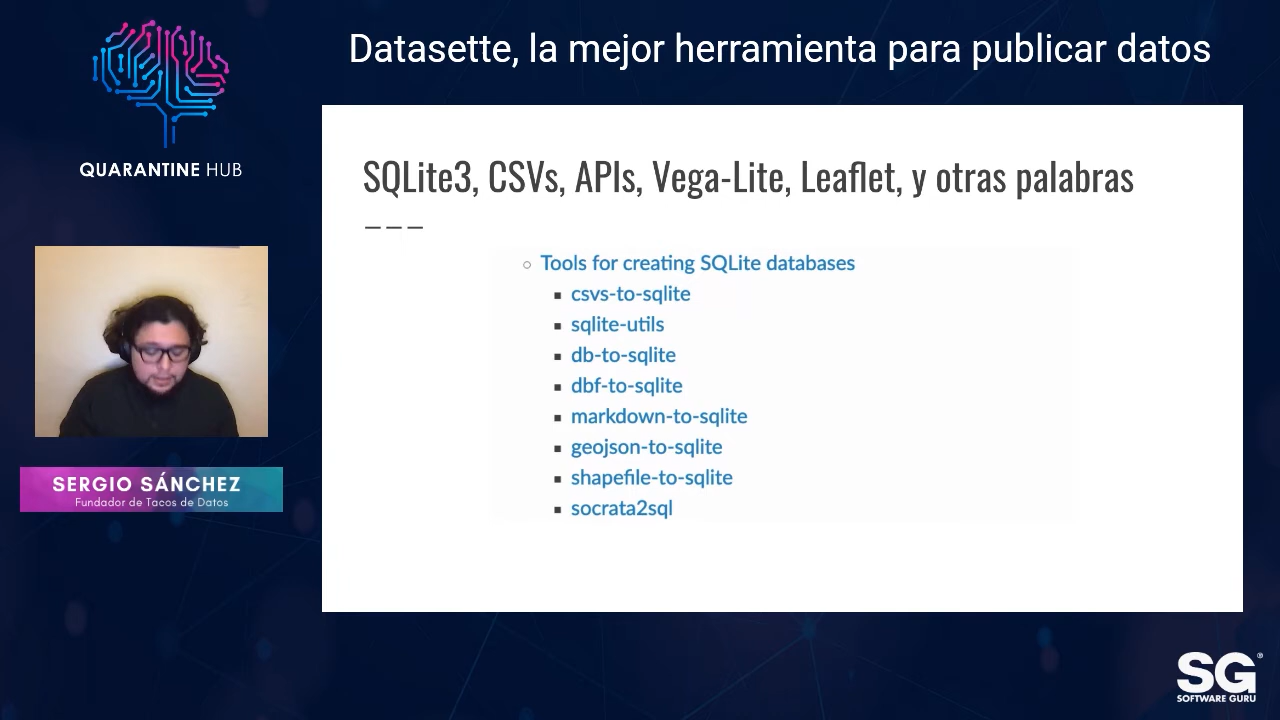 Datasette, la mejor herramienta para publicar datos
QUARANTINE HUB
SQLite3, CSVs, APIs, Vega-Lite, Leaflet, y otras palabras
Tools for creating SQLite databases
csvs-to-sqlite
sqlite-utils
db-to-sqlite
dbf-to-sqlite
markdown-to-sqlite
geojson-to-sqlite
shapefile-to-sqlite
socrata2sql
SERGIO SÁNCHEZ
Fundador de Tacos de Datos
SG®
SOFTWARE GURU